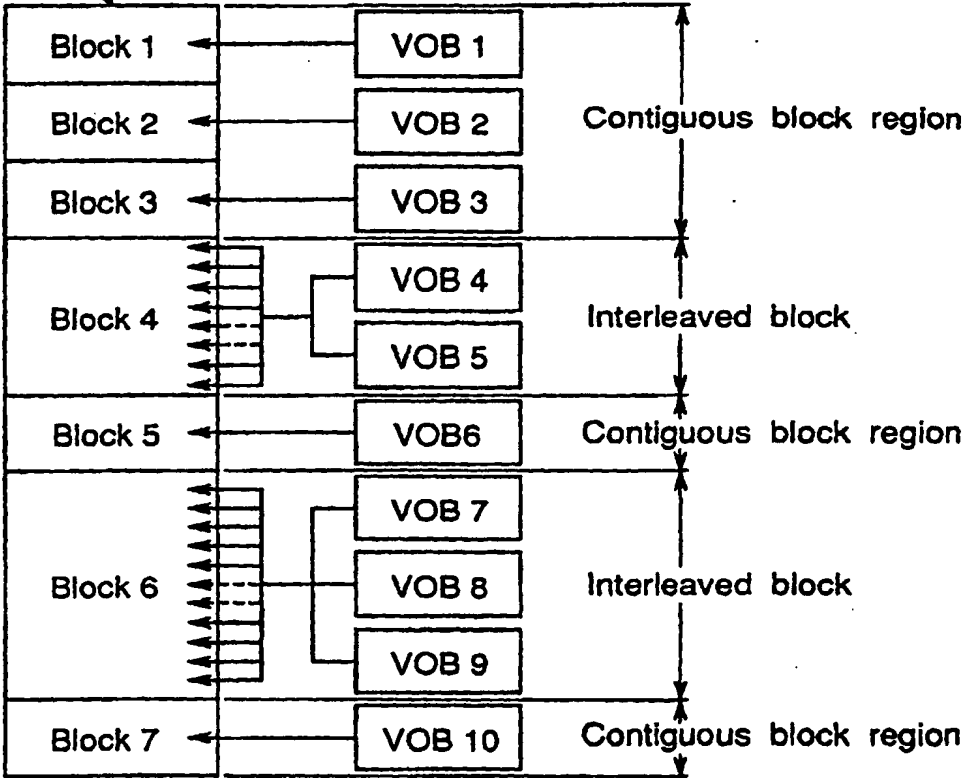 Block 1
VOB 1
Block 2
VOB 2
Contiguous block region
Block 3
VOB 3
VOB 4
Block 4
Interleaved block
VOB 5
Block 5
VOB6
Contiguous block region
VOB 7
Block 6
VOB 8
Interleaved block
VOB 9
Block 7
VOB 10
Contiguous block region